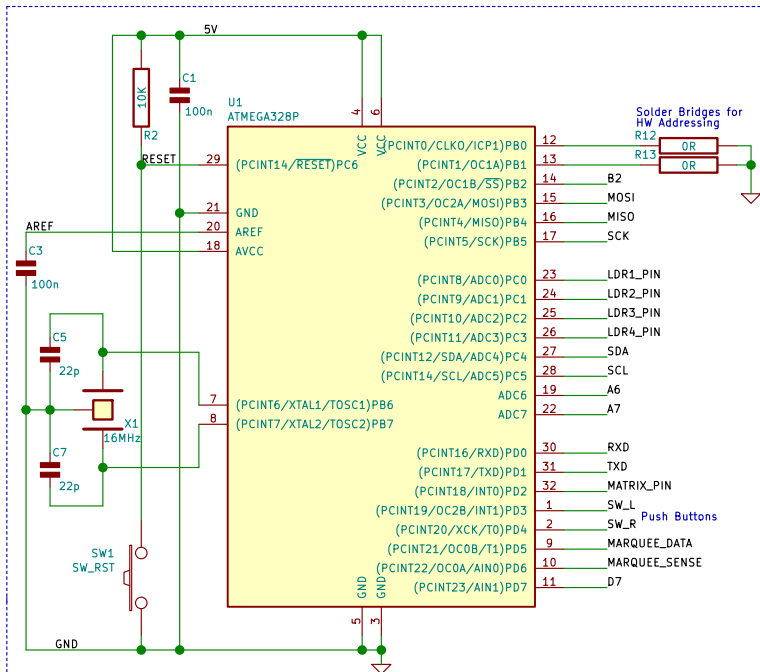 5V
C1
100n
10K
R2
U1
ATMEGA328P
4
6
VCC
VCC
Solder Bridges for
HW Addressing
R12
0R
R13
0R
RESET
29
(PCINT14/RESET)PC6
21
GND
20
AREF
18
AVCC
AREF
C3
100n
C5
22p
X1
16MHz
C7
22p
7
(PCINT6/XTAL1/TOSC1)PB6
8
(PCINT7/XTAL2/TOSC2)PB7
(PCINT0/CLKO/ICP1)PB0 12
(PCINT1/OC1A)PB1 13
(PCINT2/OC1B/SS)PB2 14 B2
(PCINT3/OC2A/MOSI)PB3 15 MOSI
(PCINT4/MISO)PB4 16 MISO
(PCINT5/SCK)PB5 17 SCK
(PCINT8/ADC0)PC0 23 LDR1_PIN
(PCINT9/ADC1)PC1 24 LDR2_PIN
(PCINT10/ADC2)PC2 25 LDR3_PIN
(PCINT11/ADC3)PC3 26 LDR4_PIN
(PCINT12/SDA/ADC4)PC4 27 SDA
(PCINT14/SCL/ADC5)PC5 28 SCL
ADC6 19 A6
ADC7 22 A7
(PCINT16/RXD)PD0 30 RXD
(PCINT17/TXD)PD1 31 TXD
(PCINT18/INT0)PD2 32 MATRIX_PIN
(PCINT19/OC2B/INT1)PD3 1 SW_L
Push Buttons
(PCINT20/XCK/T0)PD4 2 SW_R
(PCINT21/OC0B/T1)PD5 9 MARQUEE_DATA
(PCINT22/OC0A/AIN0)PD6 10 MARQUEE_SENSE
(PCINT23/AIN1)PD7 11 D7
SW1
SW_RST
GND
GND
5
3
GND